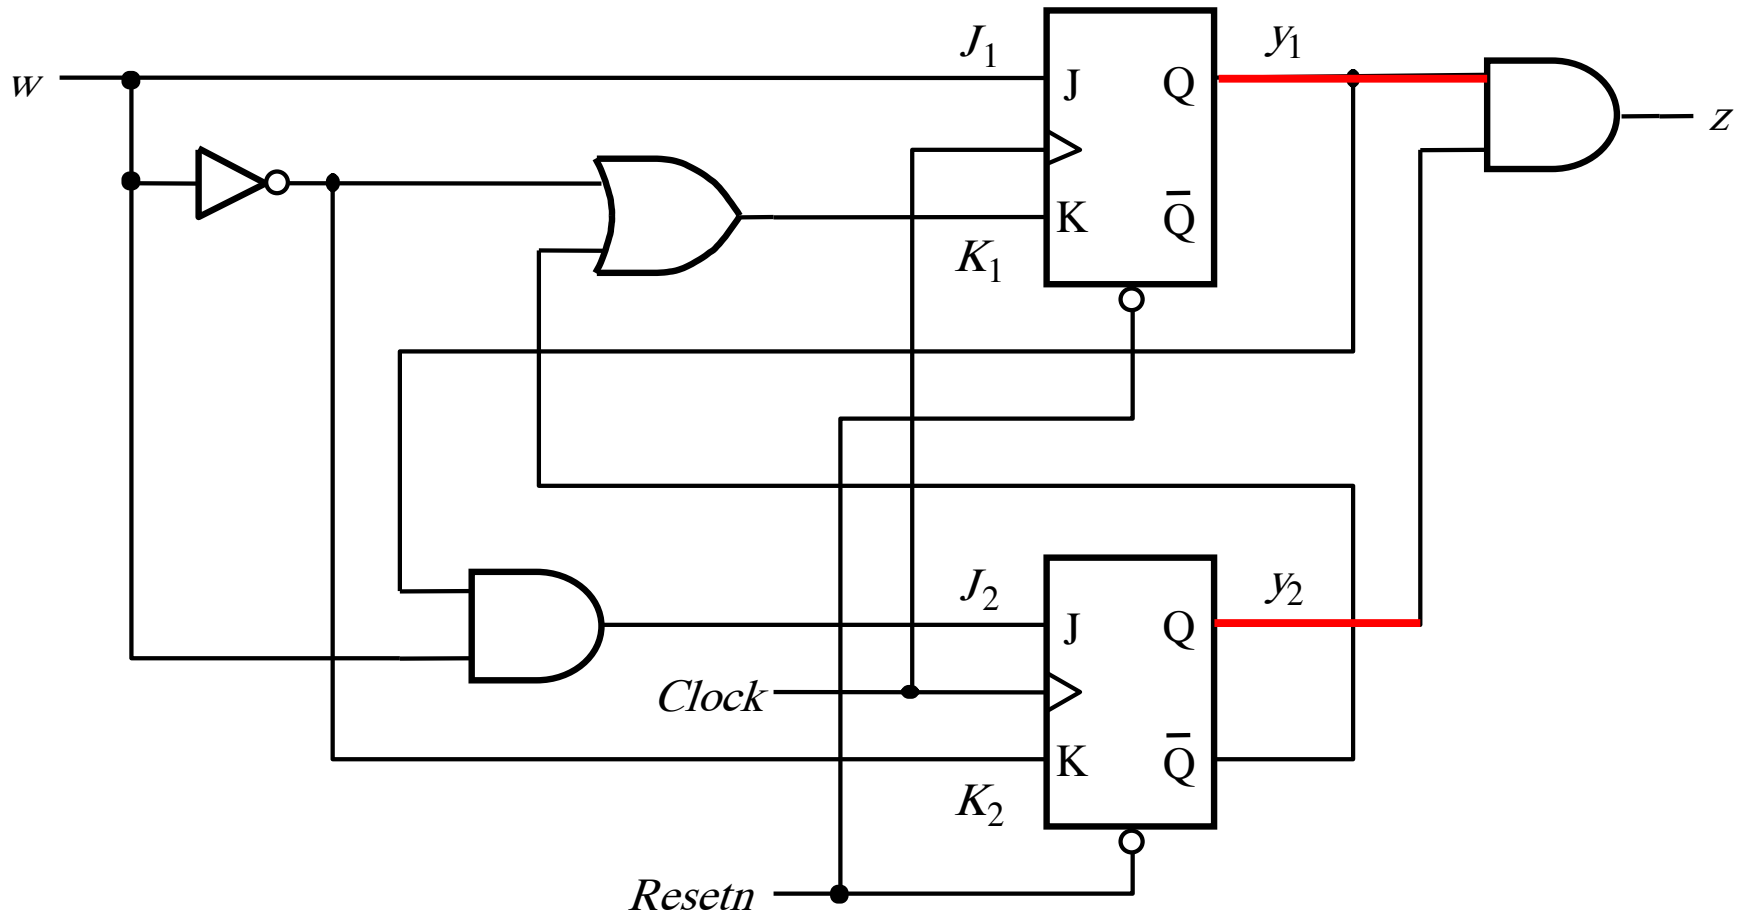 J₁
y₁
w
J
Q
z
K
Q̅
K₁
J₂
y₂
J
Q
Clock
K
Q̅
K₂
Resetn